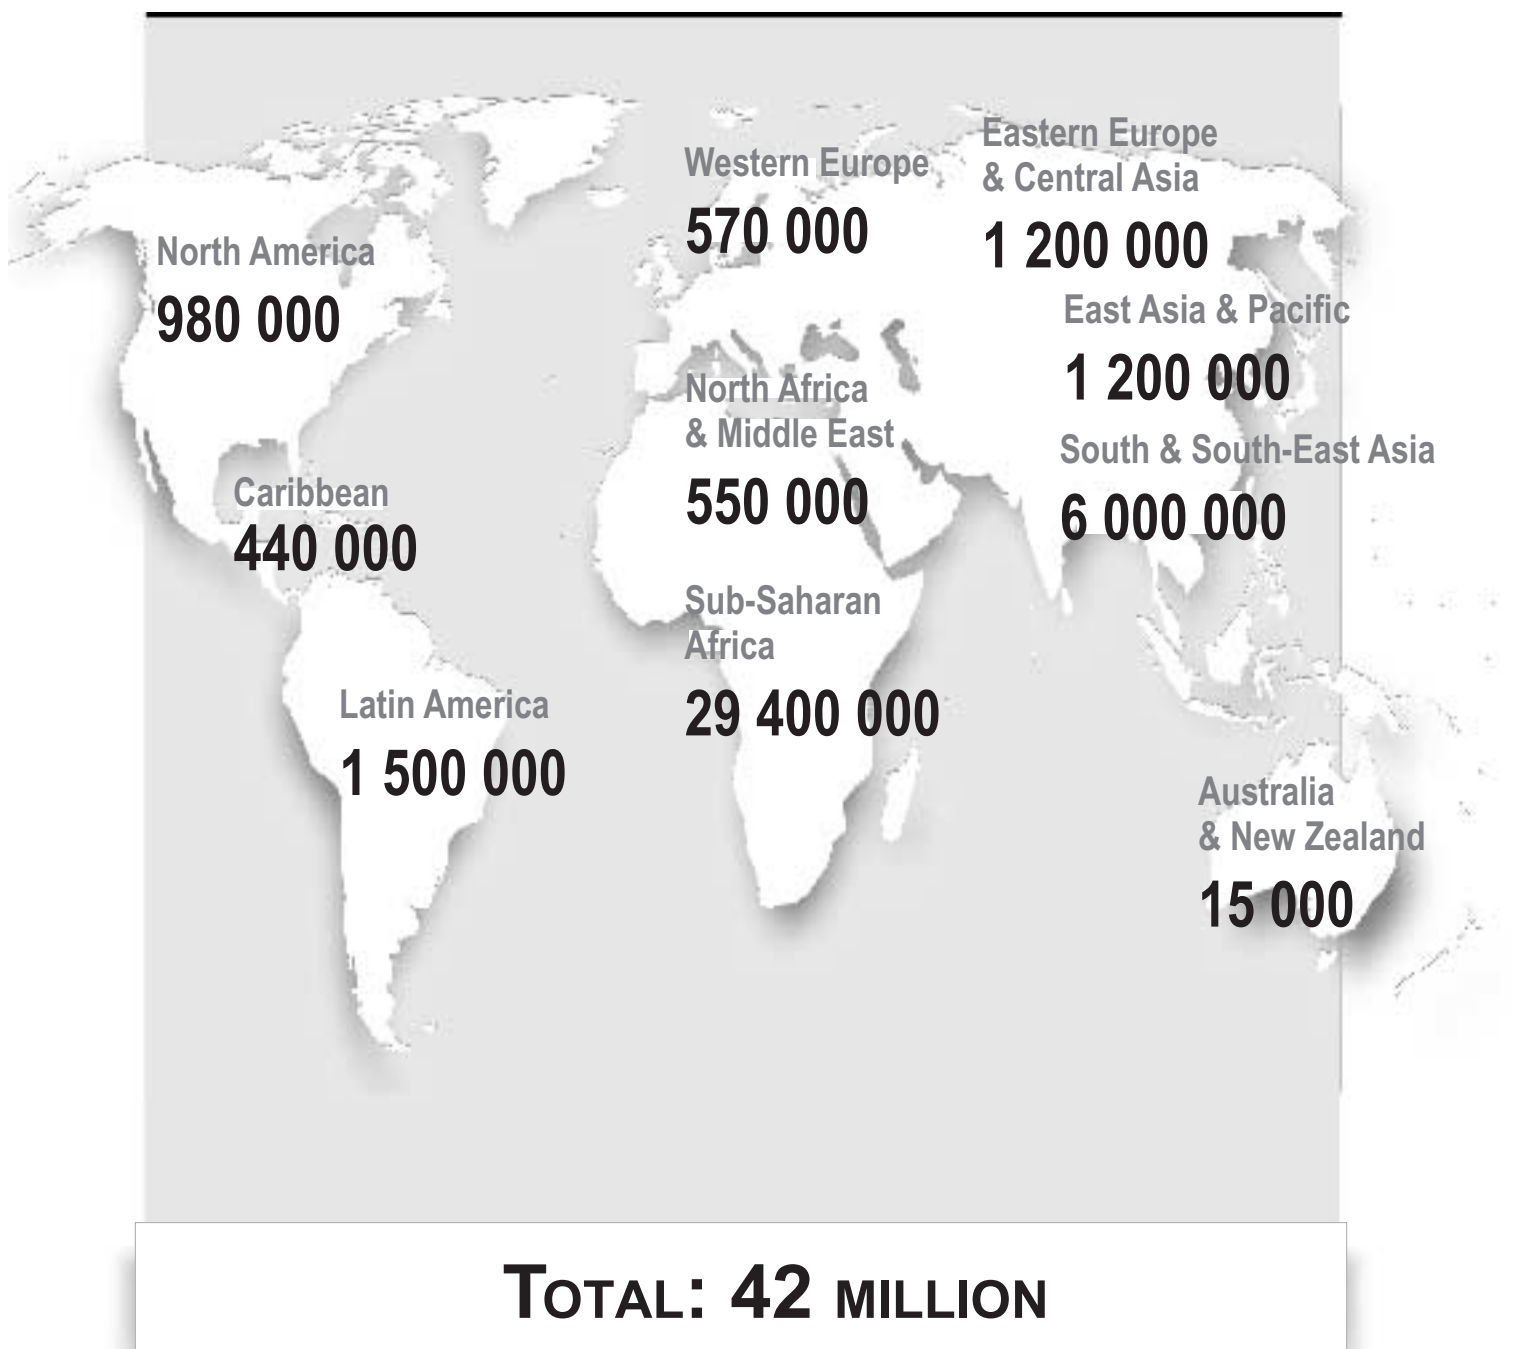 Western Europe
570 000
Eastern Europe
& Central Asia
1 200 000
North America
980 000
East Asia & Pacific
1 200 000
North Africa
& Middle East
550 000
South & South-East Asia
6 000 000
Caribbean
440 000
Sub-Saharan
Africa
29 400 000
Latin America
1 500 000
Australia
& New Zealand
15 000
TOTAL: 42 MILLION